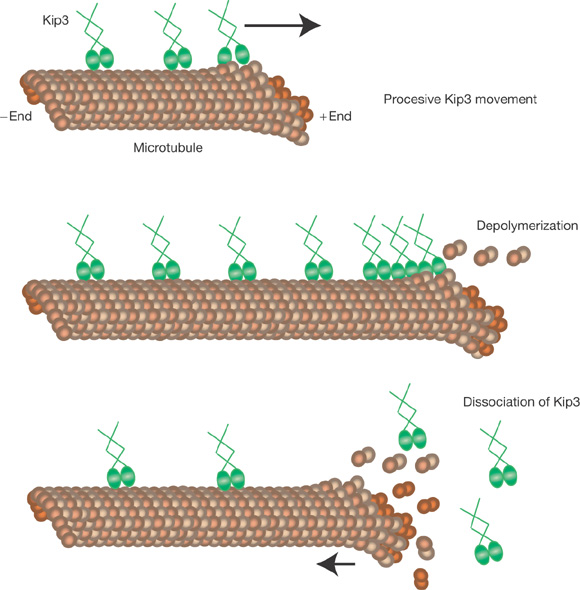 Kip3
Procesive Kip3 movement
–End
+End
Microtubule
Depolymerization
Dissociation of Kip3